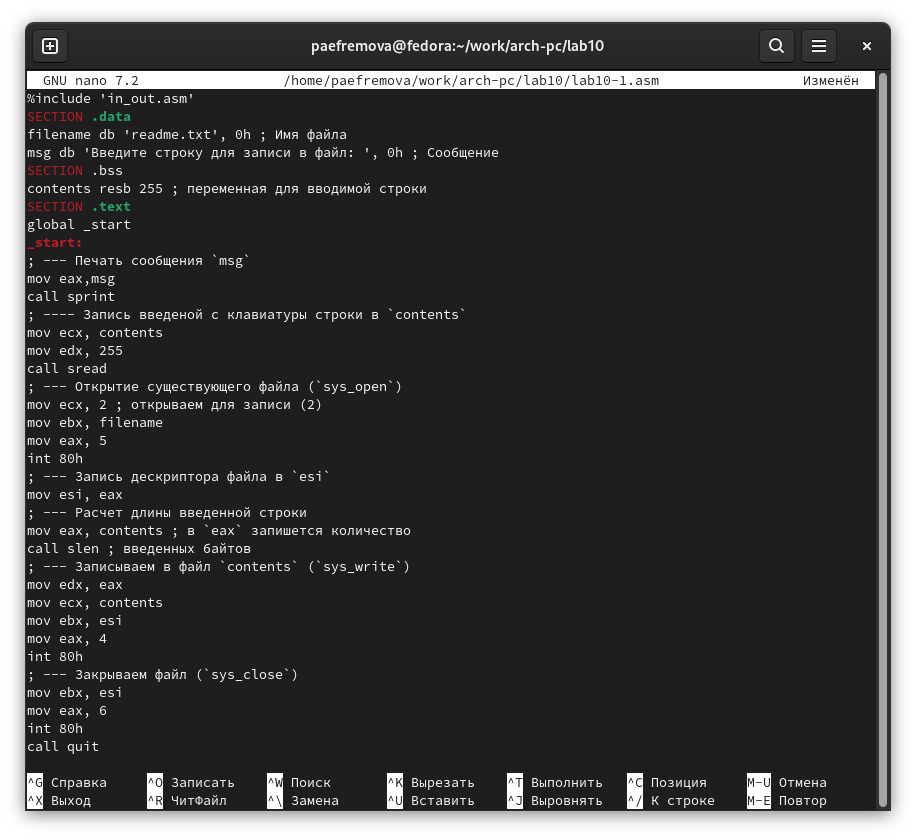 paefremova@fedora:~/work/arch-pc/lab10
GNU nano 7.2 /home/paefremova/work/arch-pc/lab10/lab10-1.asm Изменён
%include 'in_out.asm'
SECTION .data
filename db 'readme.txt', 0h ; Имя файла
msg db 'Введите строку для записи в файл: ', 0h ; Сообщение
SECTION .bss
contents resb 255 ; переменная для вводимой строки
SECTION .text
global _start
_start:
; --- Печать сообщения `msg`
mov eax,msg
call sprint
; ---- Запись введеной с клавиатуры строки в `contents`
mov ecx, contents
mov edx, 255
call sread
; --- Открытие существующего файла (`sys_open`)
mov ecx, 2 ; открываем для записи (2)
mov ebx, filename
mov eax, 5
int 80h
; --- Запись дескриптора файла в `esi`
mov esi, eax
; --- Расчет длины введенной строки
mov eax, contents ; в `eax` запишется количество
call slen ; введенных байтов
; --- Записываем в файл `contents` (`sys_write`)
mov edx, eax
mov ecx, contents
mov ebx, esi
mov eax, 4
int 80h
; --- Закрываем файл (`sys_close`)
mov ebx, esi
mov eax, 6
int 80h
call quit
^G Справка ^O Записать ^W Поиск ^K Вырезать ^T Выполнить ^C Позиция M-U Отмена
^X Выход ^R ЧитФайл ^\ Замена ^U Вставить ^J Выровнять ^/ К строке M-E Повтор